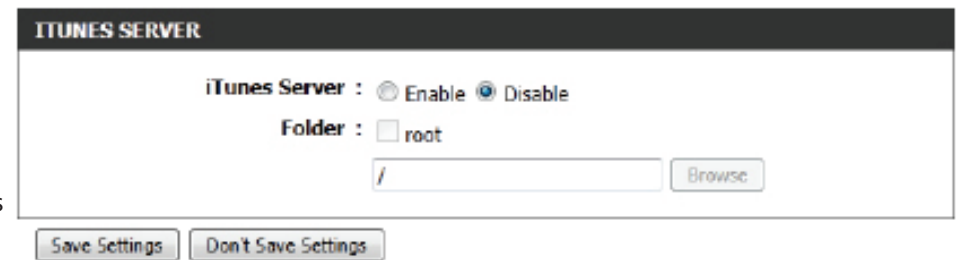 ITUNES SERVER
iTunes Server : Enable Disable
Folder : root
/
Browse
s
Save Settings Don't Save Settings